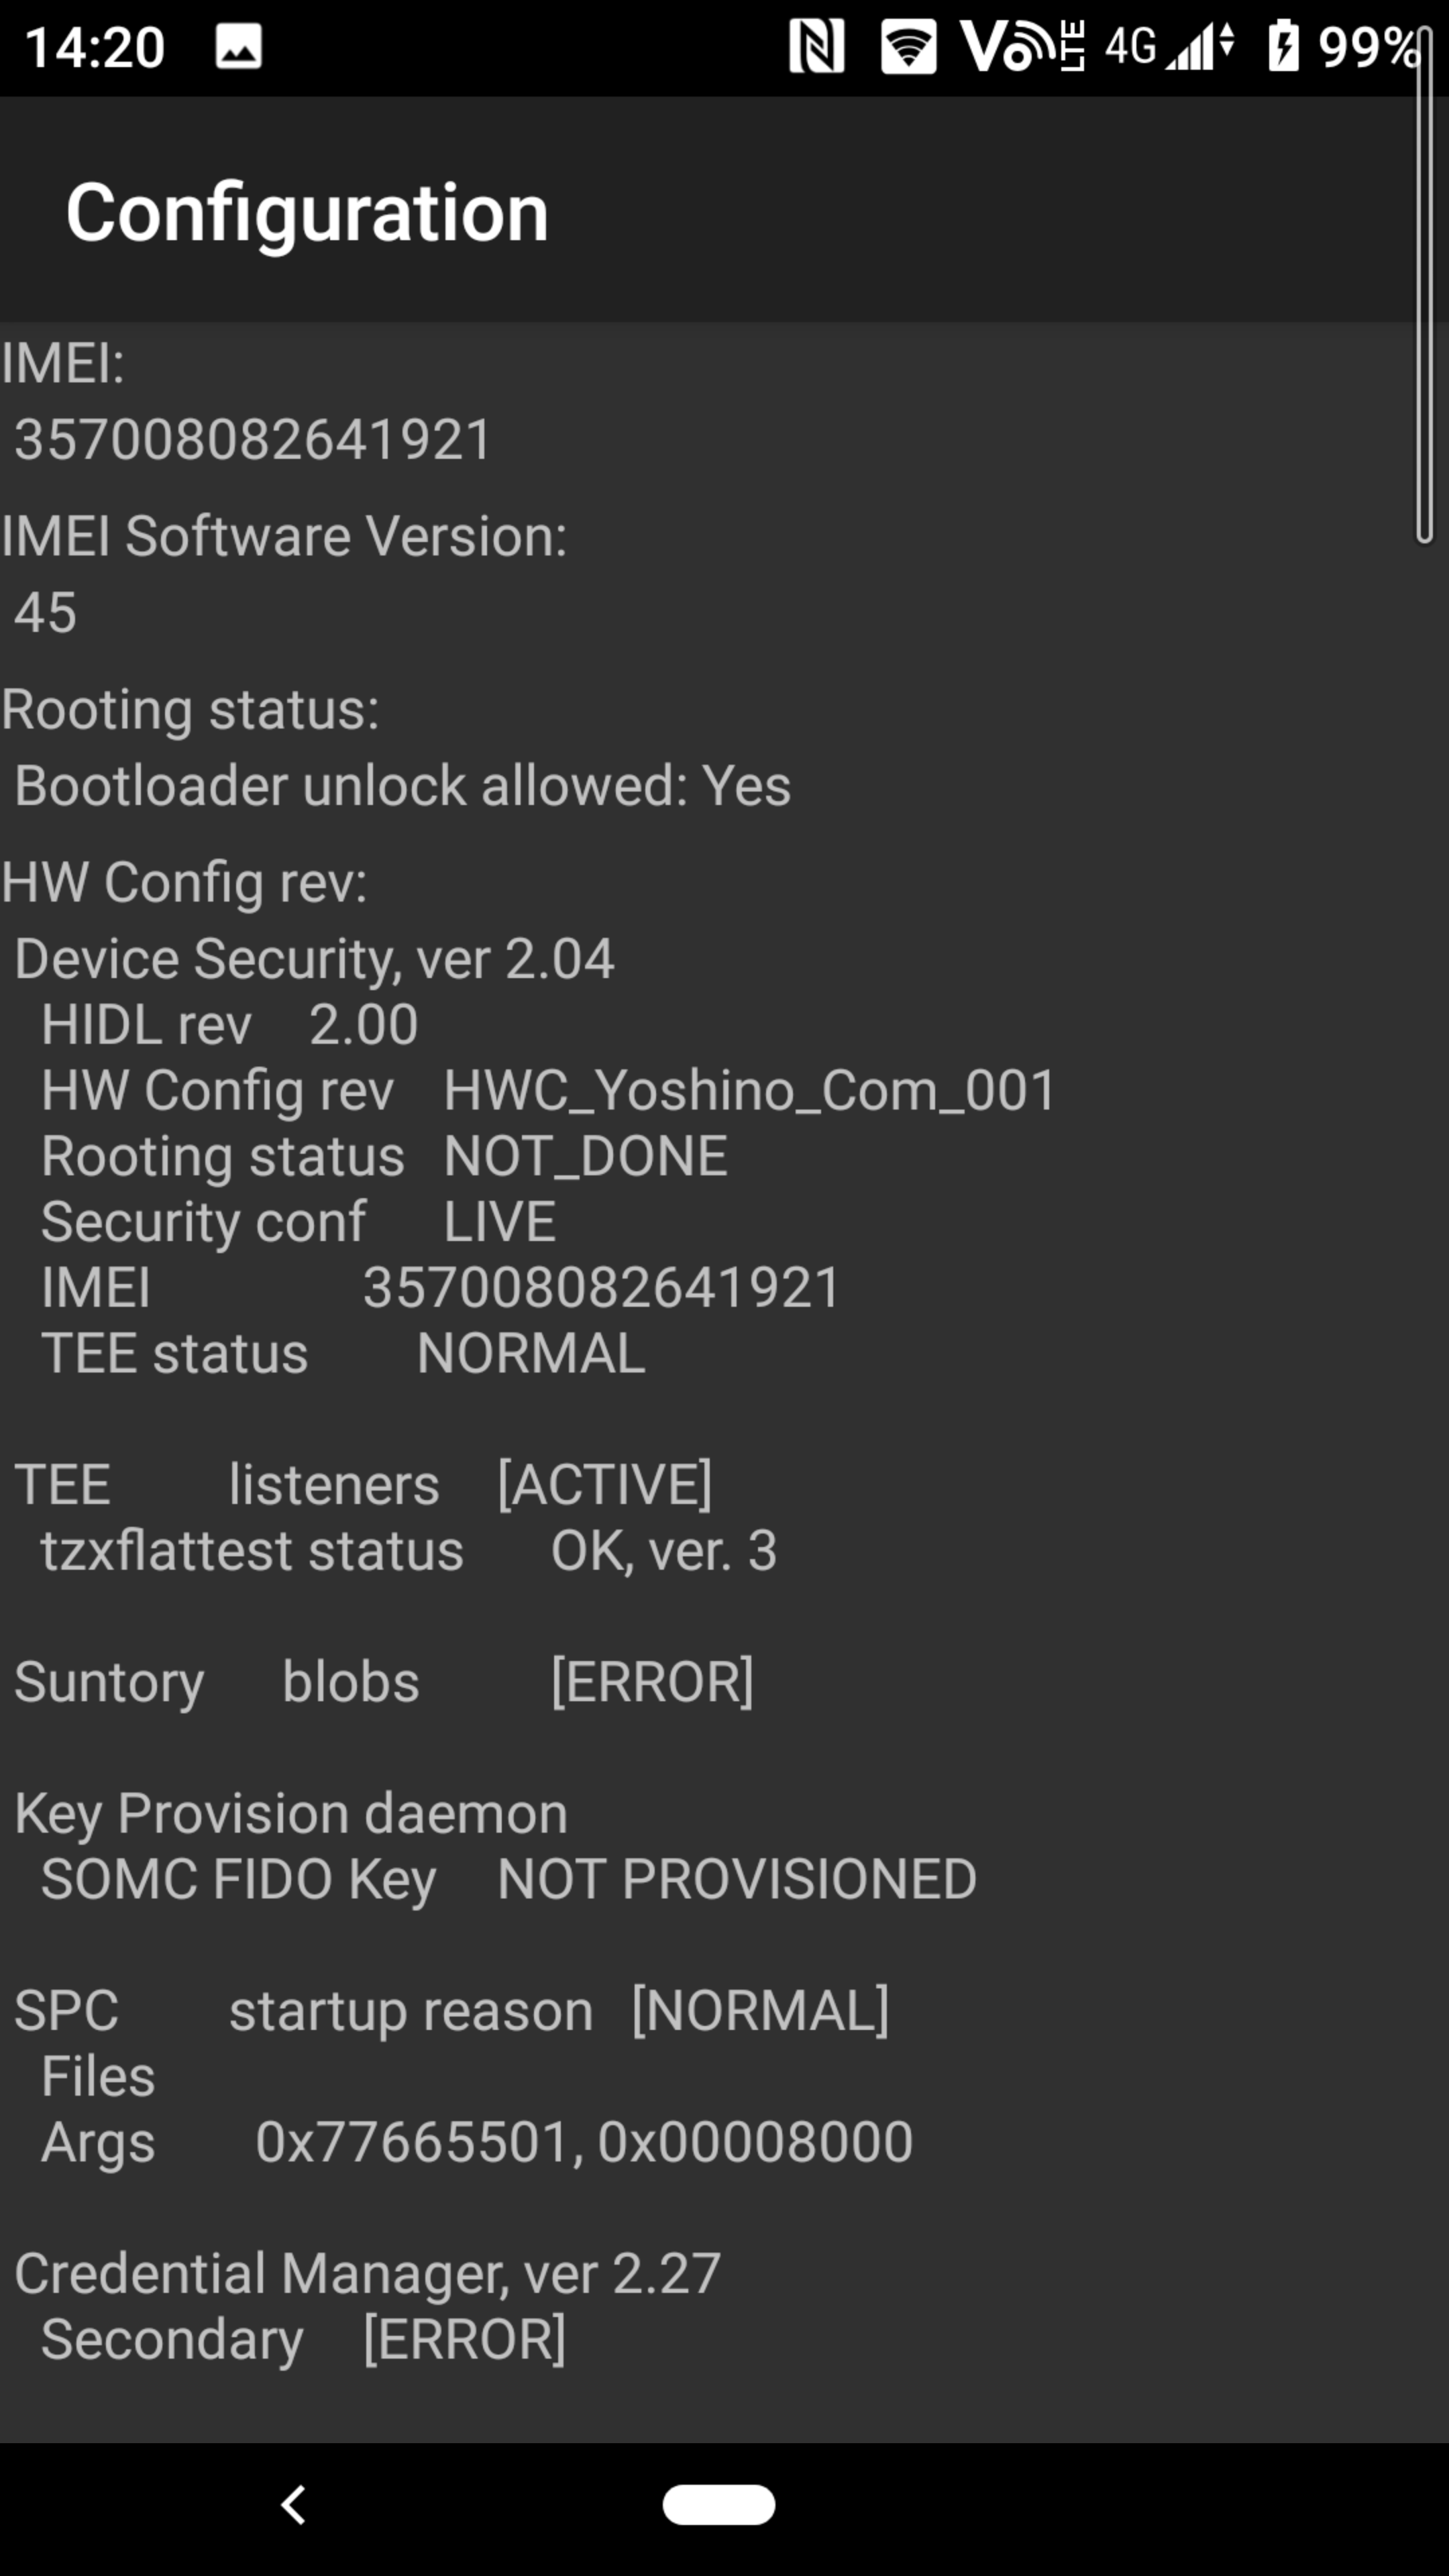 14:20 VoLTE 4G 99%
Configuration
IMEI:
357008082641921
IMEI Software Version:
45
Rooting status:
Bootloader unlock allowed: Yes
HW Config rev:
Device Security, ver 2.04
HIDL rev 2.00
HW Config rev HWC_Yoshino_Com_001
Rooting status NOT_DONE
Security conf LIVE
IMEI 357008082641921
TEE status NORMAL
TEE listeners [ACTIVE]
tzxflattest status OK, ver. 3
Suntory blobs [ERROR]
Key Provision daemon
SOMC FIDO Key NOT PROVISIONED
SPC startup reason [NORMAL]
Files
Args 0x77665501, 0x00008000
Credential Manager, ver 2.27
Secondary [ERROR]